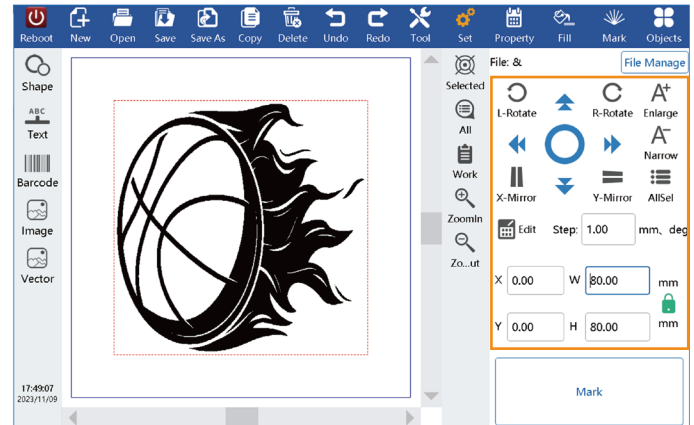 Reboot New Open Save Save As Copy Delete Undo Redo Tool Set Property Fill Mark Objects
Shape
ABC
Text
Barcode
Image
Vector
17:49:07
2023/11/09
Selected
All
Work
ZoomIn
Zo...ut
File: & File Manage
L-Rotate R-Rotate A+ Enlarge
A- Narrow
X-Mirror Y-Mirror AllSel
Edit Step: 1.00 mm、deg
X 0.00 W 80.00 mm
Y 0.00 H 80.00 mm
Mark